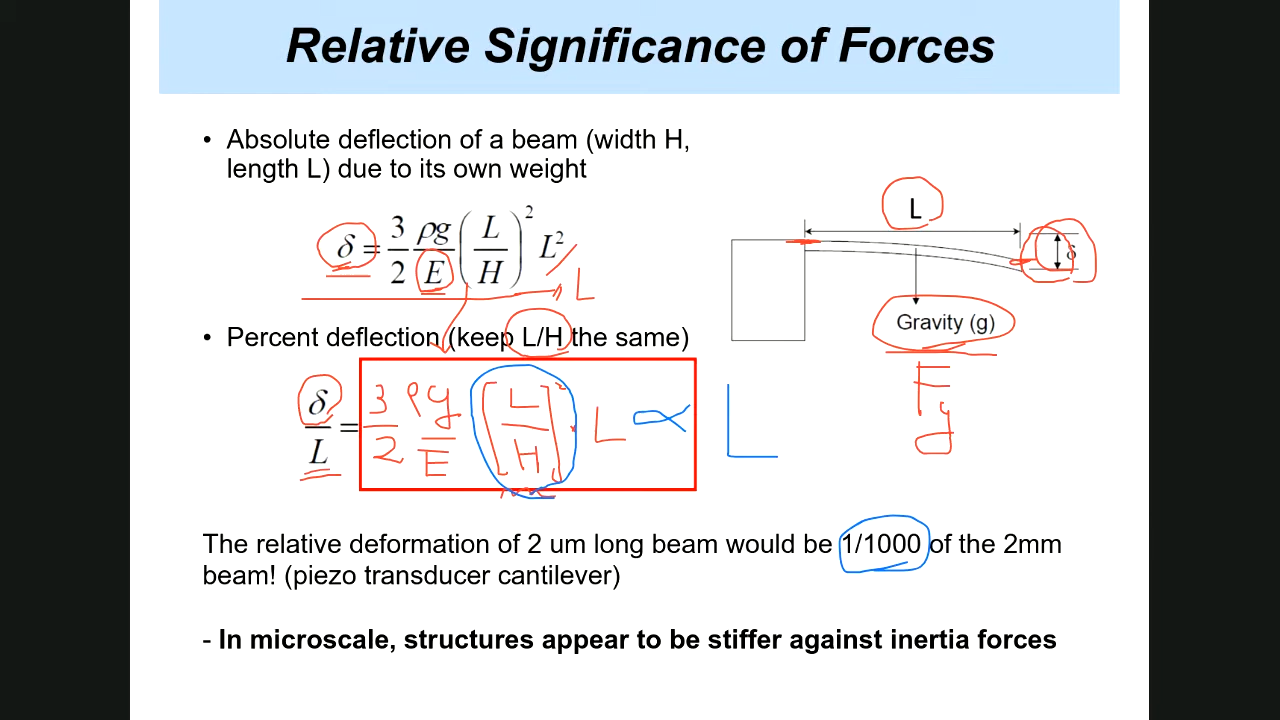 Relative Significance of Forces
• Absolute deflection of a beam (width H,
length L) due to its own weight
δ = 3/2 ρg/E (L/H)² L²
L
L
δ
Gravity (g)
Fg
• Percent deflection (keep L/H the same)
δ/L = 3/2 ρg/E [L/H]² · L ∝ L
The relative deformation of 2 um long beam would be 1/1000 of the 2mm
beam! (piezo transducer cantilever)
- In microscale, structures appear to be stiffer against inertia forces